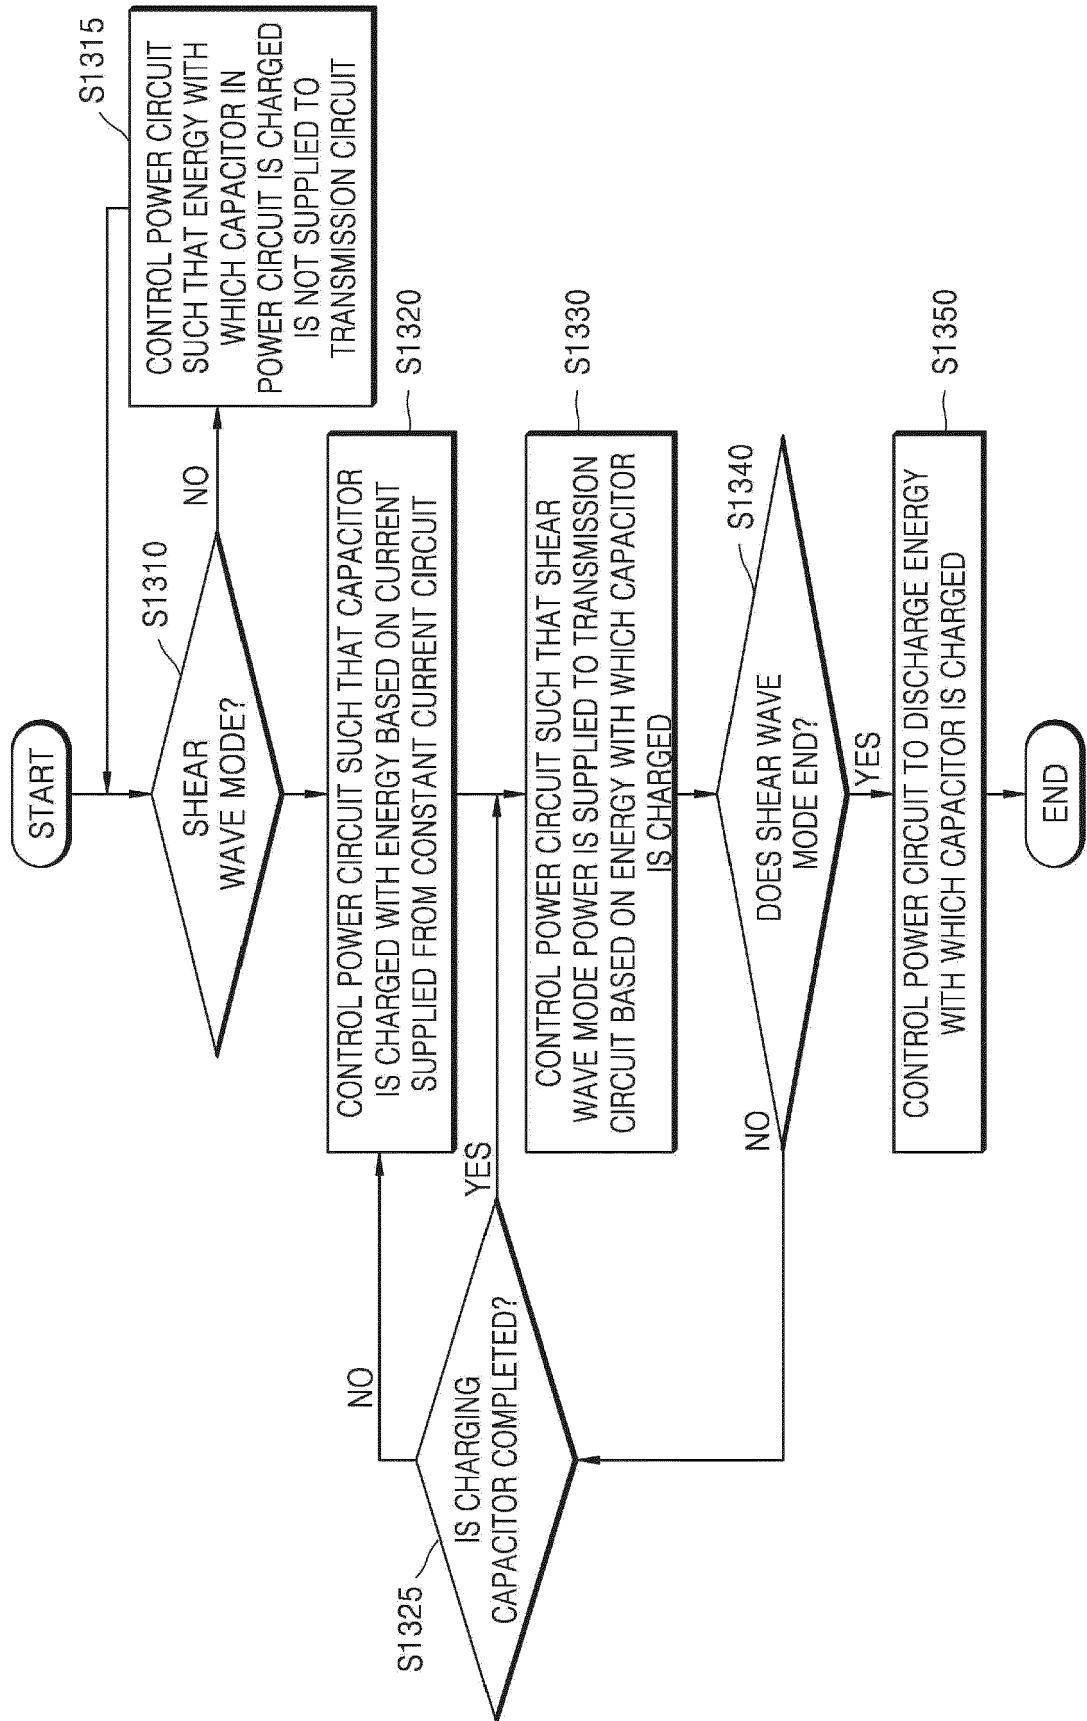 START
S1310
SHEAR
WAVE MODE?
NO
S1315
CONTROL POWER CIRCUIT
SUCH THAT ENERGY WITH
WHICH CAPACITOR IN
POWER CIRCUIT IS CHARGED
IS NOT SUPPLIED TO
TRANSMISSION CIRCUIT
S1320
CONTROL POWER CIRCUIT SUCH THAT CAPACITOR
IS CHARGED WITH ENERGY BASED ON CURRENT
SUPPLIED FROM CONSTANT CURRENT CIRCUIT
NO
S1325
IS CHARGING
CAPACITOR COMPLETED?
YES
S1330
CONTROL POWER CIRCUIT SUCH THAT SHEAR
WAVE MODE POWER IS SUPPLIED TO TRANSMISSION
CIRCUIT BASED ON ENERGY WITH WHICH CAPACITOR
IS CHARGED
S1340
DOES SHEAR WAVE
MODE END?
NO
YES
S1350
CONTROL POWER CIRCUIT TO DISCHARGE ENERGY
WITH WHICH CAPACITOR IS CHARGED
END